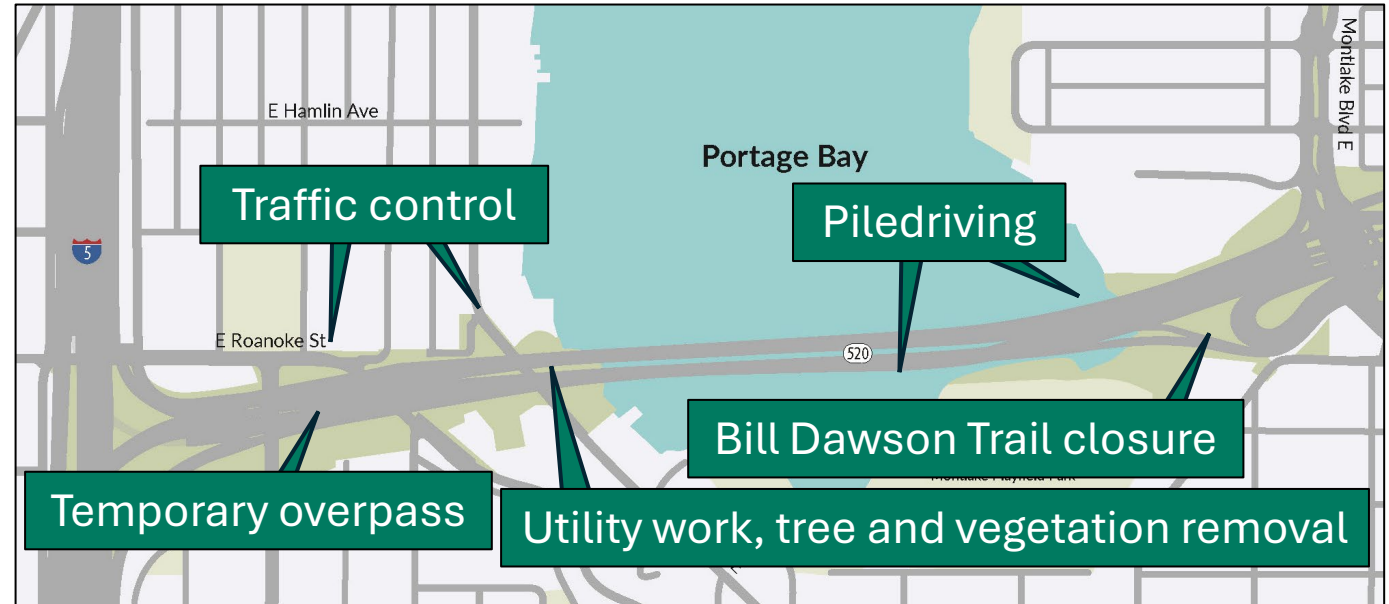 Montlake Blvd E
E Hamlin Ave
Portage Bay
Traffic control
Piledriving
5
E Roanoke St
520
Bill Dawson Trail closure
Temporary overpass
Utility work, tree and vegetation removal